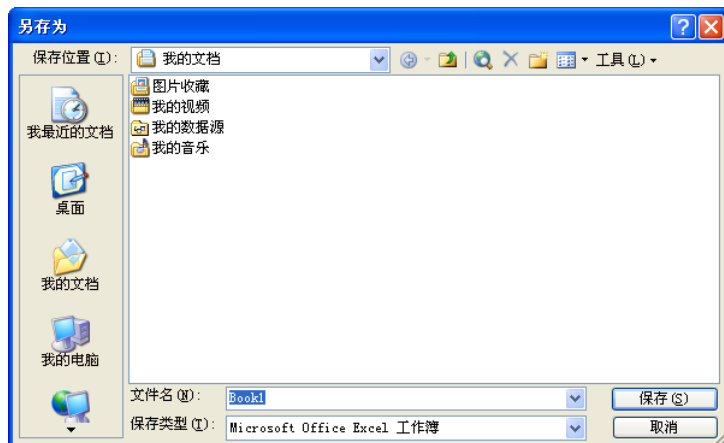 另存为
保存位置(I):
我的文档
工具(L)
我最近的文档
桌面
我的文档
我的电脑
图片收藏
我的视频
我的数据源
我的音乐
文件名(N):
Book1
保存(S)
保存类型(T):
Microsoft Office Excel 工作簿
取消